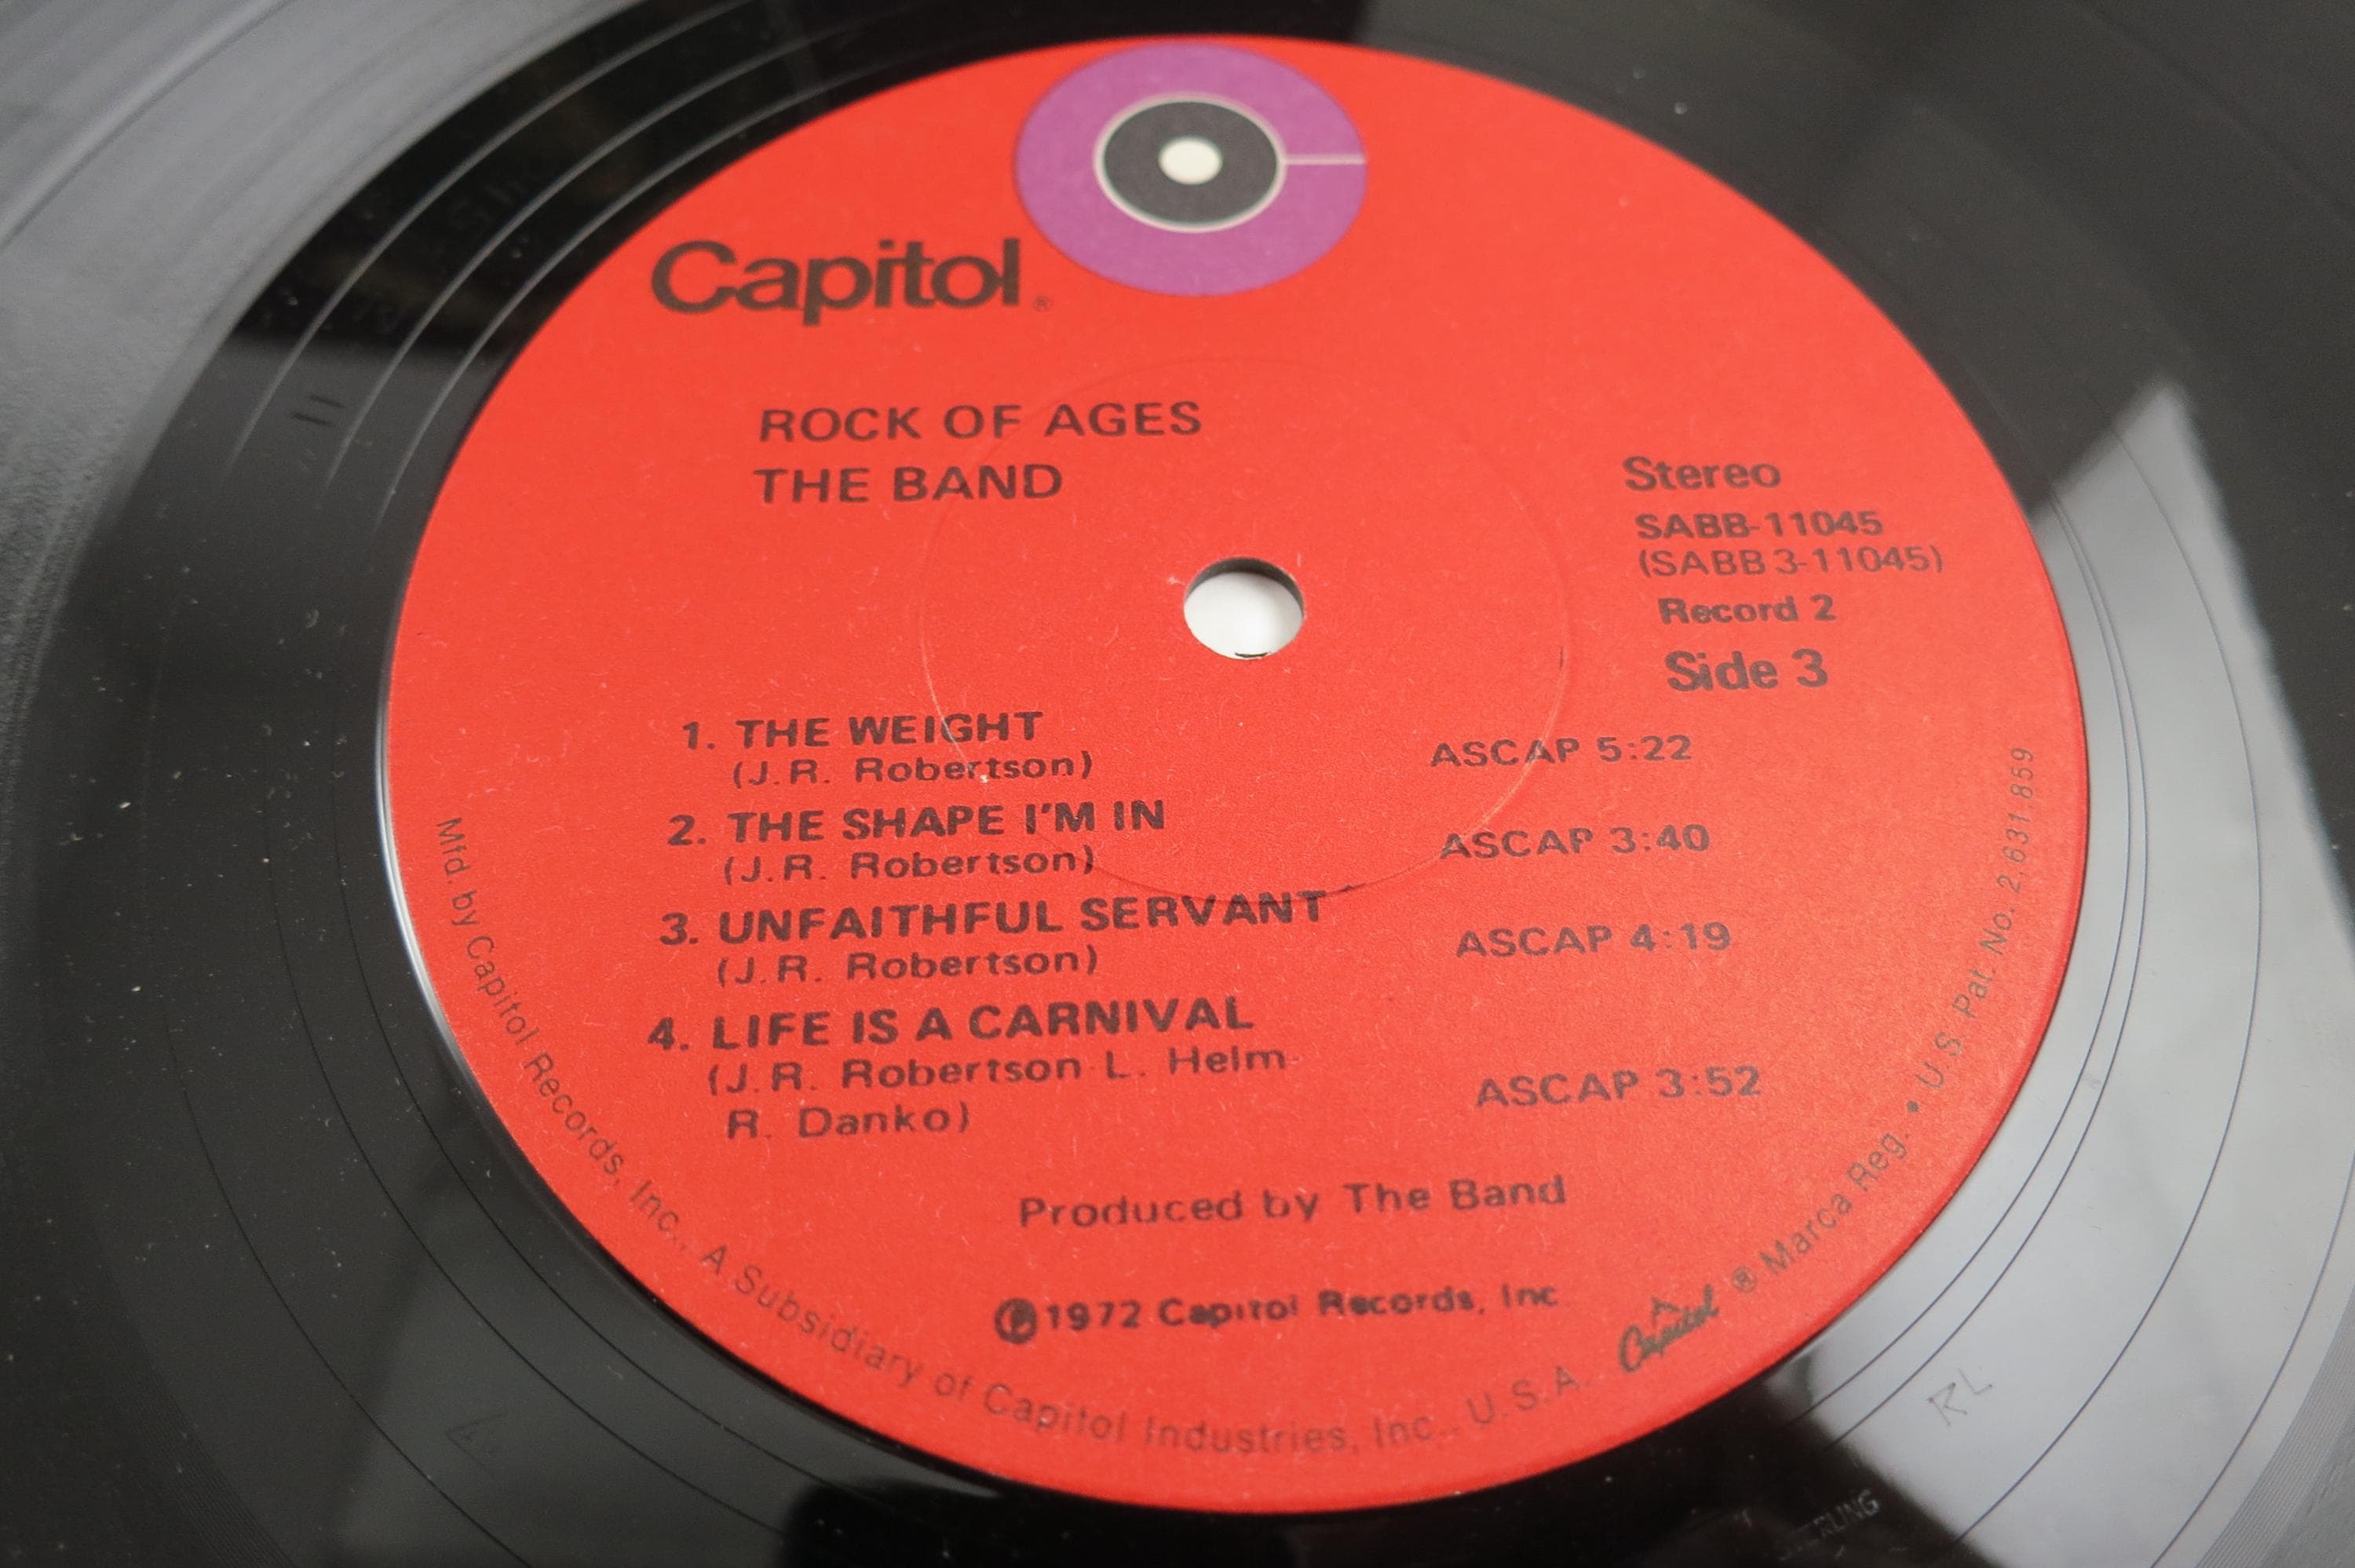 Capitol®
ROCK OF AGES
THE BAND
Stereo
SABB-11045
(SABB 3-11045)
Record 2
Side 3
1. THE WEIGHT
(J.R. Robertson)
ASCAP 5:22
2. THE SHAPE I'M IN
(J.R. Robertson)
ASCAP 3:40
3. UNFAITHFUL SERVANT
(J.R. Robertson)
ASCAP 4:19
4. LIFE IS A CARNIVAL
(J.R. Robertson-L. Helm-
R. Danko)
ASCAP 3:52
Produced by The Band
℗1972 Capitol Records, Inc.
Mfd. by Capitol Records, Inc., A Subsidiary of Capitol Industries, Inc., U.S.A. Capitol ® Marca Reg. • U.S. Pat. No. 2,631,859
RL